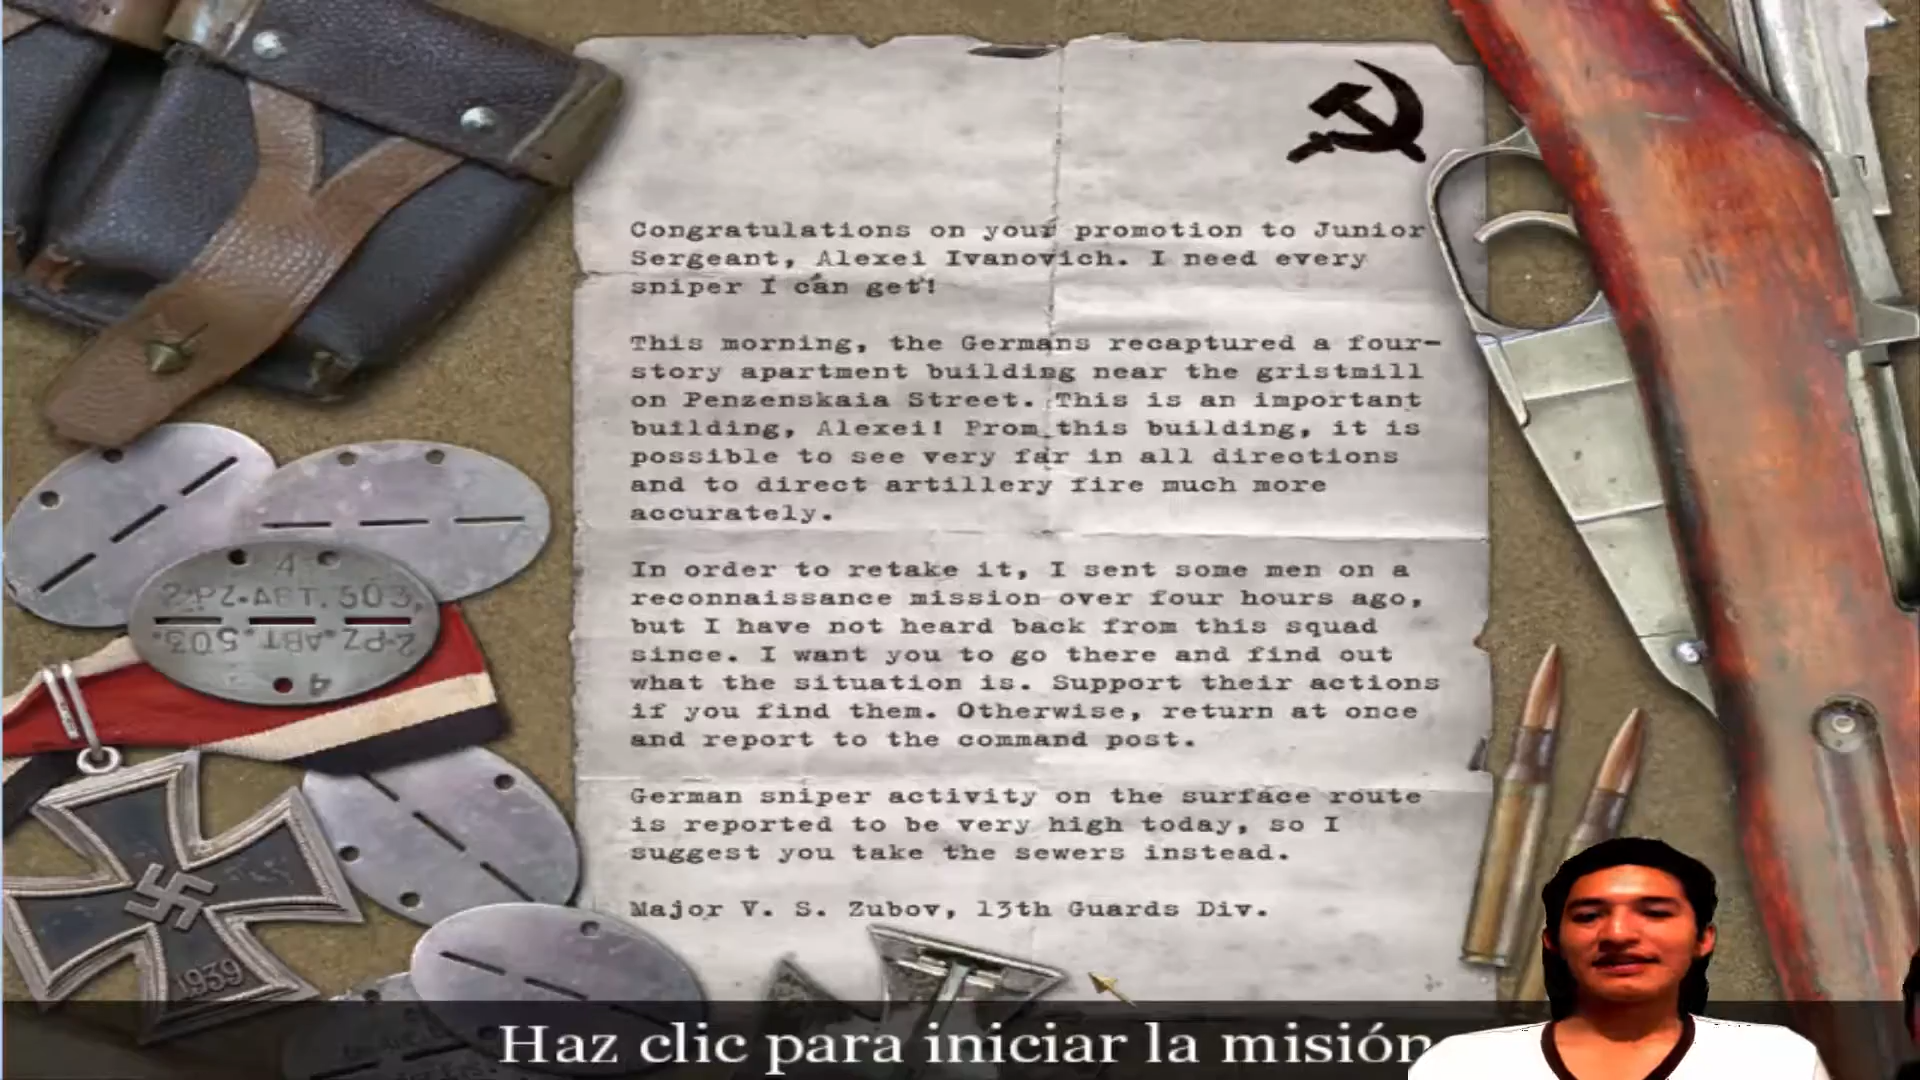 Congratulations on your promotion to Junior
Sergeant, Alexei Ivanovich. I need every
sniper I can get!
This morning, the Germans recaptured a four-
story apartment building near the gristmill
on Penzenskaia Street. This is an important
building, Alexei! From this building, it is
possible to see very far in all directions
and to direct artillery fire much more
accurately.
In order to retake it, I sent some men on a
reconnaissance mission over four hours ago,
but I have not heard back from this squad
since. I want you to go there and find out
what the situation is. Support their actions
if you find them. Otherwise, return at once
and report to the command post.
German sniper activity on the surface route
is reported to be very high today, so I
suggest you take the sewers instead.
Major V. S. Zubov, 13th Guards Div.
4
2·PZ·ABT.503.
2·PZ·ABT.503.
4
1939
Haz clic para iniciar la misión